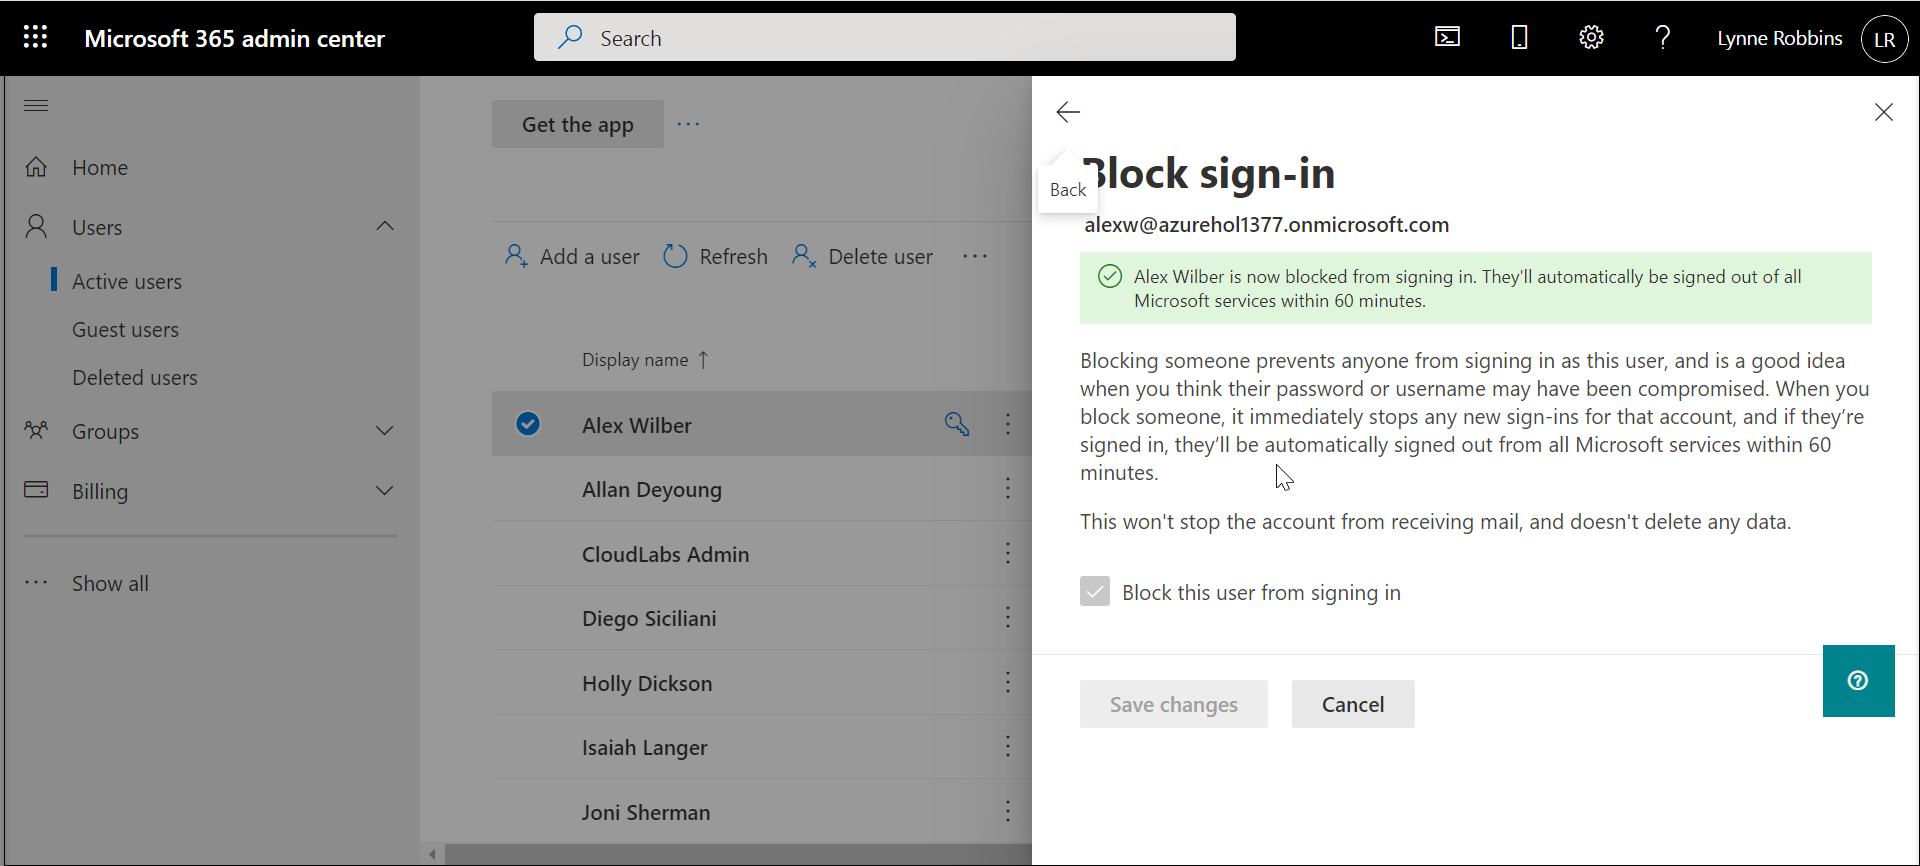 Microsoft 365 admin center
Search
Lynne Robbins
LR
Home
Users
Active users
Guest users
Deleted users
Groups
Billing
Show all
Get the app
Add a user
Refresh
Delete user
Display name ↑
Alex Wilber
Allan Deyoung
CloudLabs Admin
Diego Siciliani
Holly Dickson
Isaiah Langer
Joni Sherman
Back
Block sign-in
alexw@azurehol1377.onmicrosoft.com
Alex Wilber is now blocked from signing in. They'll automatically be signed out of all
Microsoft services within 60 minutes.
Blocking someone prevents anyone from signing in as this user, and is a good idea
when you think their password or username may have been compromised. When you
block someone, it immediately stops any new sign-ins for that account, and if they’re
signed in, they’ll be automatically signed out from all Microsoft services within 60
minutes.
This won't stop the account from receiving mail, and doesn't delete any data.
Block this user from signing in
Save changes
Cancel